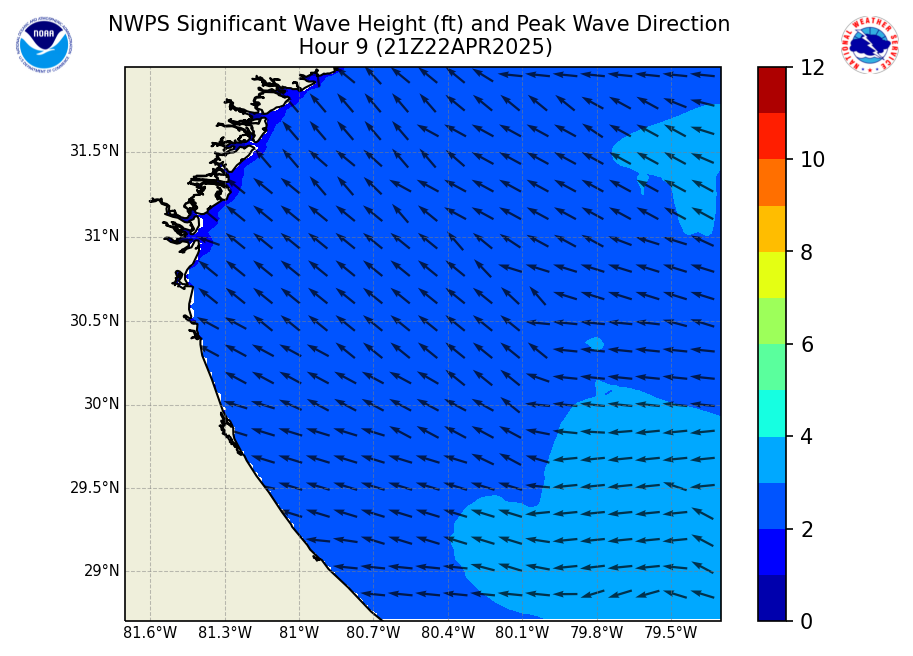 NWPS Significant Wave Height (ft) and Peak Wave Direction
Hour 9 (21Z22APR2025)
NOAA
NATIONAL WEATHER SERVICE
31.5°N
31°N
30.5°N
30°N
29.5°N
29°N
81.6°W 81.3°W 81°W 80.7°W 80.4°W 80.1°W 79.8°W 79.5°W
12
10
8
6
4
2
0